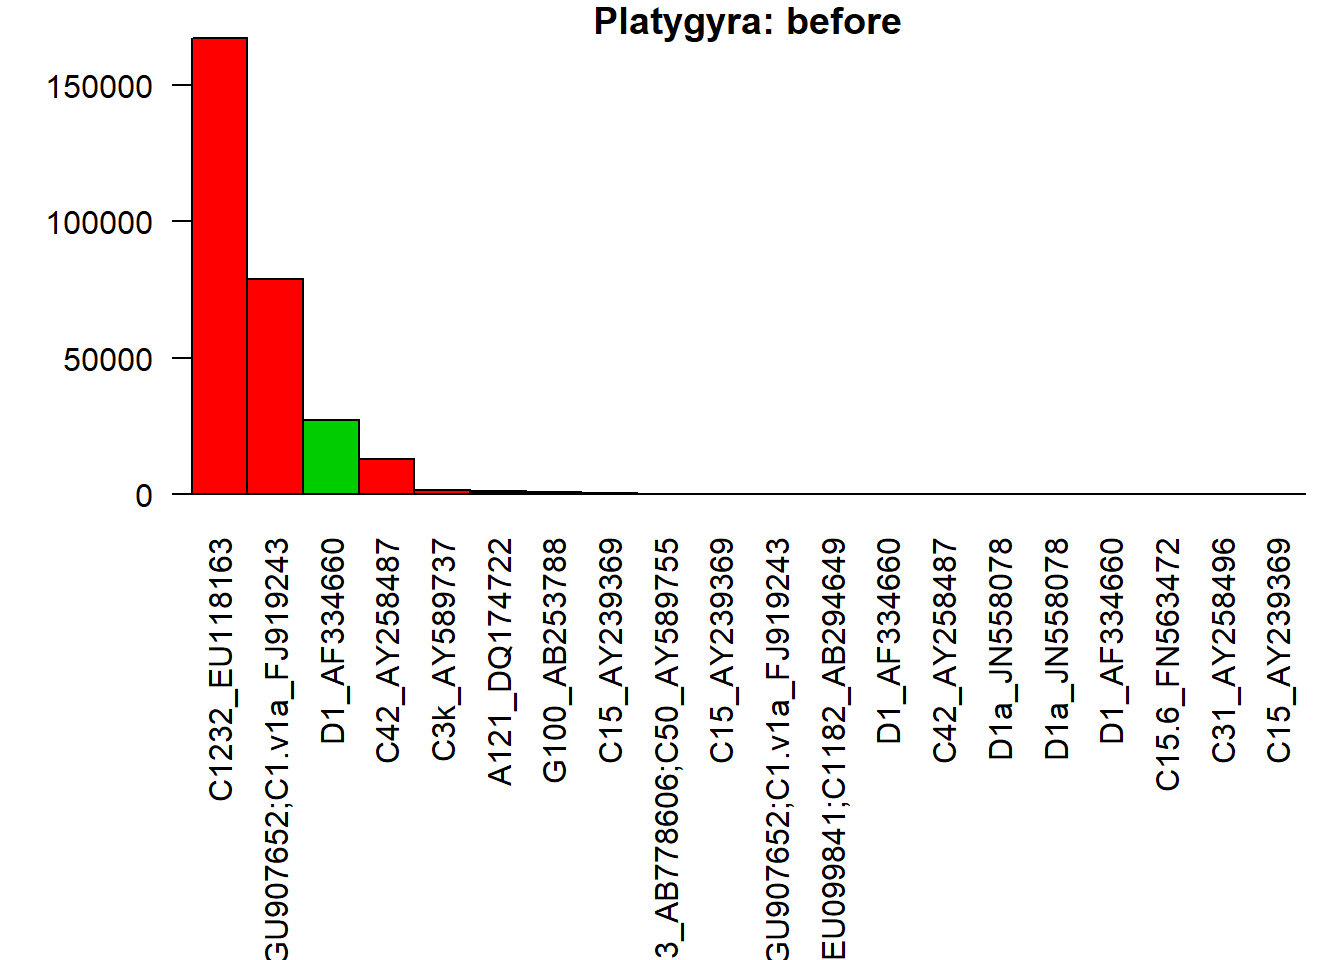 Platygyra: before
150000
100000
50000
0
C1232_EU118163
GU907652;C1.v1a_FJ919243
D1_AF334660
C42_AY258487
C3k_AY589737
A121_DQ174722
G100_AB253788
C15_AY239369
3_AB778606;C50_AY589755
C15_AY239369
GU907652;C1.v1a_FJ919243
EU099841;C1182_AB294649
D1_AF334660
C42_AY258487
D1a_JN558078
D1a_JN558078
D1_AF334660
C15.6_FN563472
C31_AY258496
C15_AY239369